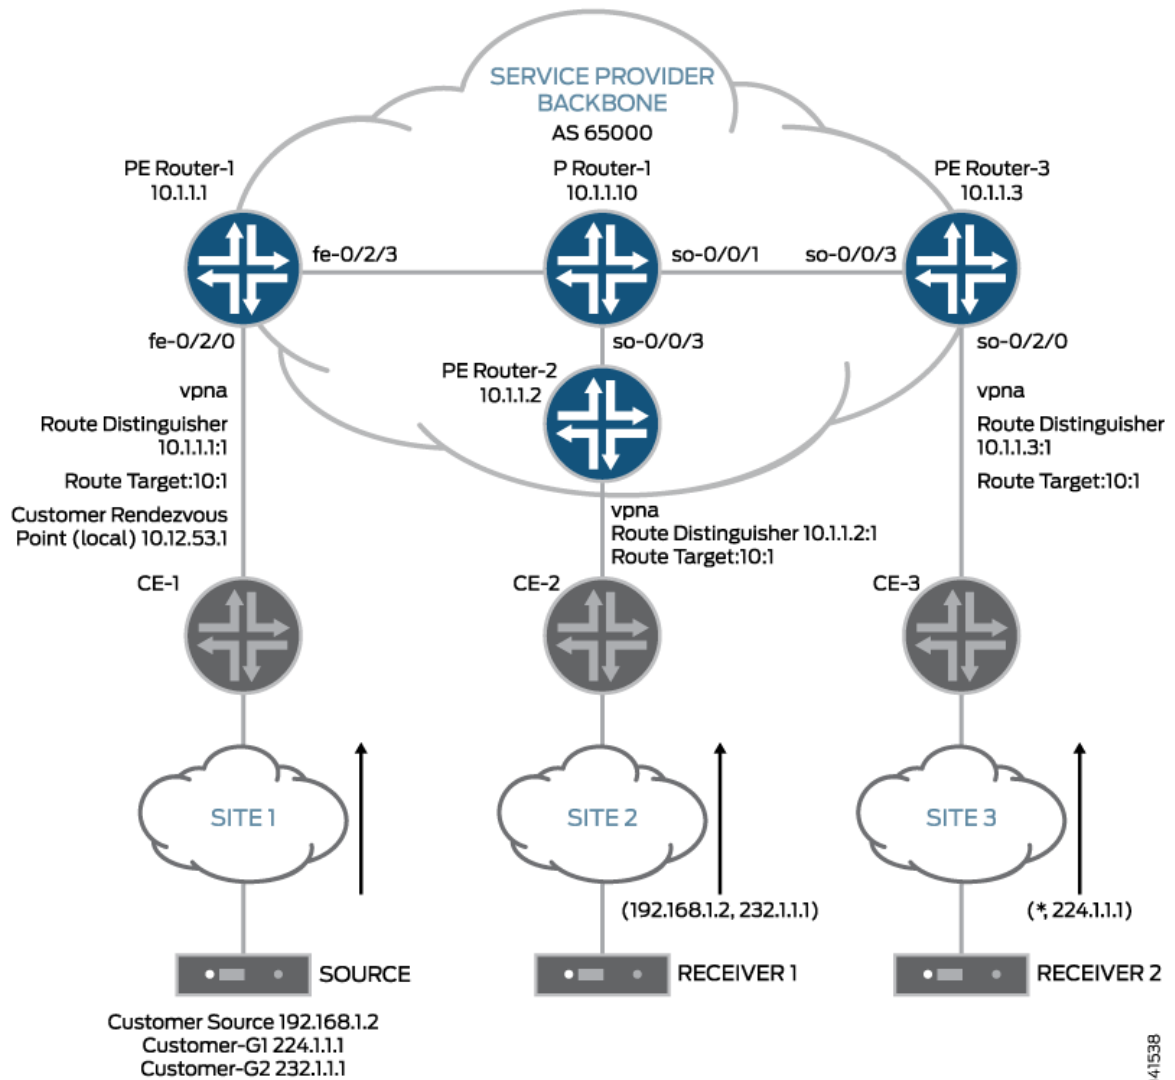 SERVICE PROVIDER
BACKBONE
AS 65000
PE Router-1
10.1.1.1
P Router-1
10.1.1.10
PE Router-3
10.1.1.3
fe-0/2/3
so-0/0/1
so-0/0/3
fe-0/2/0
so-0/0/3
so-0/2/0
PE Router-2
10.1.1.2
vpna
Route Distinguisher
10.1.1.1:1
Route Target:10:1
Customer Rendezvous
Point (local) 10.12.53.1
vpna
Route Distinguisher
10.1.1.3:1
Route Target:10:1
vpna
Route Distinguisher 10.1.1.2:1
Route Target:10:1
CE-1
CE-2
CE-3
SITE 1
SITE 2
SITE 3
(192.168.1.2, 232.1.1.1)
(*, 224.1.1.1)
SOURCE
RECEIVER 1
RECEIVER 2
Customer Source 192.168.1.2
Customer-G1 224.1.1.1
Customer-G2 232.1.1.1
41538